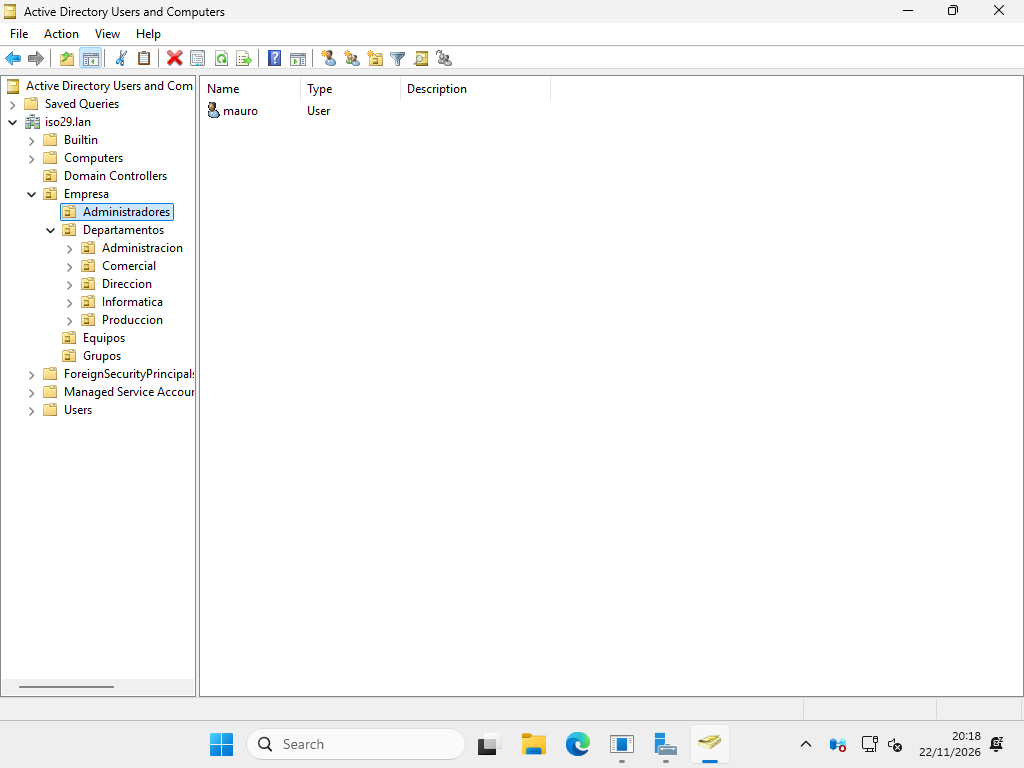 Active Directory Users and Computers
File Action View Help
Active Directory Users and Com
Saved Queries
iso29.lan
Builtin
Computers
Domain Controllers
Empresa
Administradores
Departamentos
Administracion
Comercial
Direccion
Informatica
Produccion
Equipos
Grupos
ForeignSecurityPrincipals
Managed Service Accour
Users
Name Type Description
mauro User
Search
20:18
22/11/2026